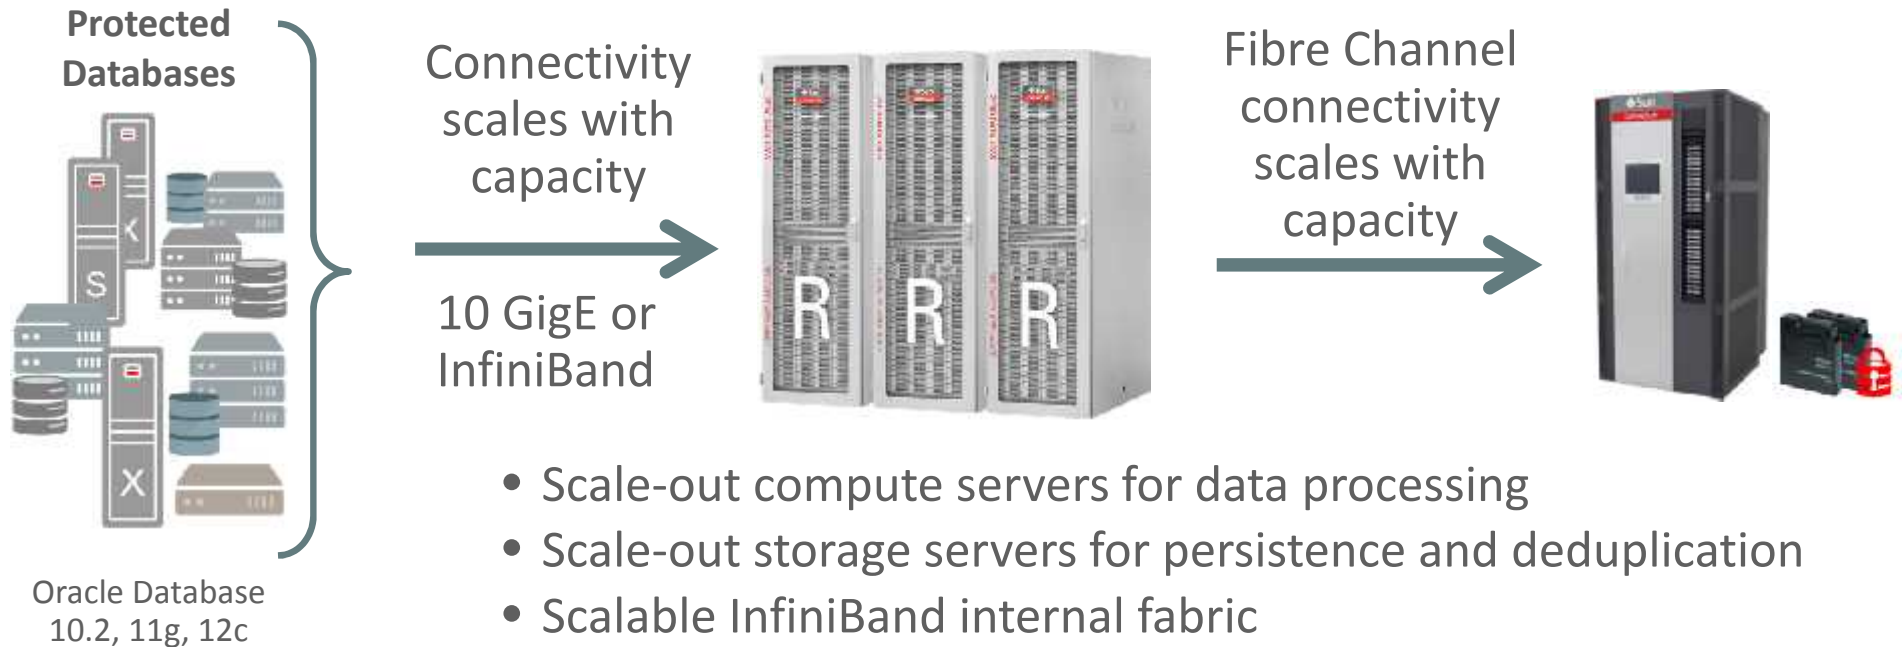 Protected
Databases
X
S
X
Oracle Database
10.2, 11g, 12c
Connectivity
scales with
capacity
10 GigE or
InfiniBand
R R R
Fibre Channel
connectivity
scales with
capacity
Sun
• Scale-out compute servers for data processing
• Scale-out storage servers for persistence and deduplication
• Scalable InfiniBand internal fabric